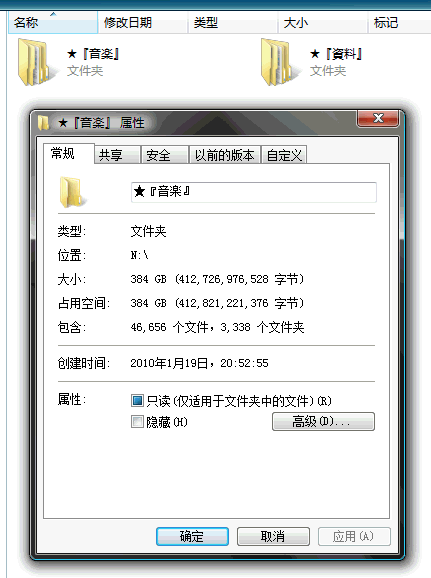 名称 修改日期 类型 大小 标记
★『音楽』 ★『資料』
文件夹 文件夹
★『音楽』 属性
常规 共享 安全 以前的版本 自定义
★『音楽』
类型: 文件夹
位置: N:\
大小: 384 GB (412,726,976,528 字节)
占用空间: 384 GB (412,821,221,376 字节)
包含: 46,656 个文件，3,338 个文件夹
创建时间: 2010年1月19日，20:52:55
属性: 只读(仅适用于文件夹中的文件)(R)
隐藏(H) 高级(D)...
确定 取消 应用(A)